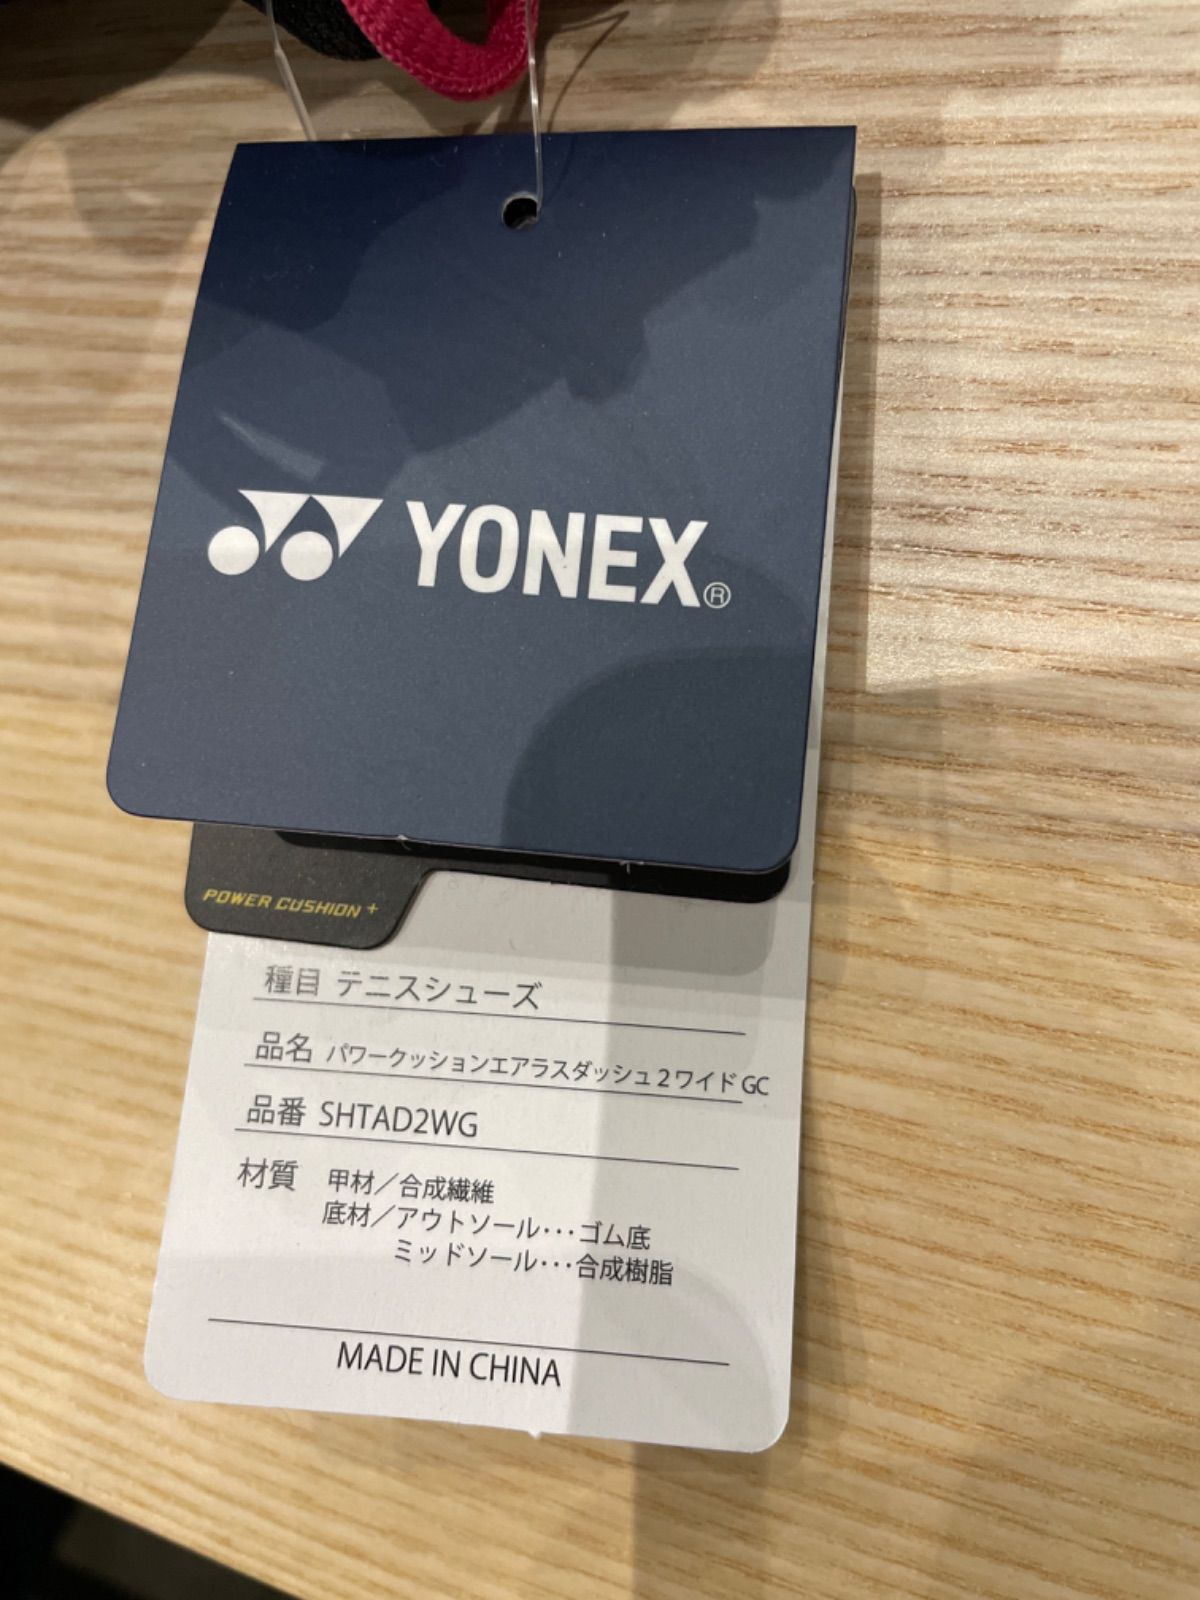 YONEX®
POWER CUSHION +
種目 テニスシューズ
品名 パワークッションエアラスダッシュ2ワイドGC
品番 SHTAD2WG
材質 甲材／合成繊維
底材／アウトソール･･･ゴム底
ミッドソール･･･合成樹脂
MADE IN CHINA